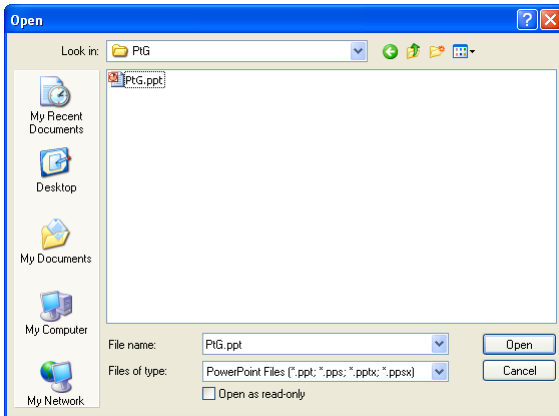 Open
Look in:
PtG
PtG.ppt
My Recent
Documents
Desktop
My Documents
My Computer
My Network
File name:
PtG.ppt
Open
Files of type:
PowerPoint Files (*.ppt; *.pps; *.pptx; *.ppsx)
Cancel
Open as read-only